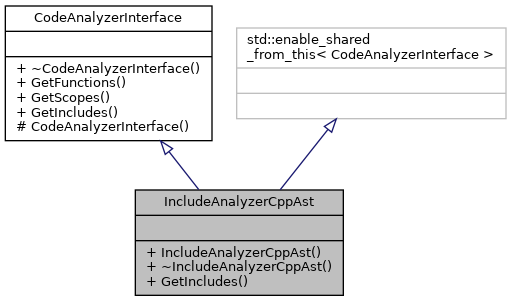 CodeAnalyzerInterface
+ ~CodeAnalyzerInterface()
+ GetFunctions()
+ GetScopes()
+ GetIncludes()
# CodeAnalyzerInterface()
std::enable_shared
_from_this< CodeAnalyzerInterface >
IncludeAnalyzerCppAst
+ IncludeAnalyzerCppAst()
+ ~IncludeAnalyzerCppAst()
+ GetIncludes()